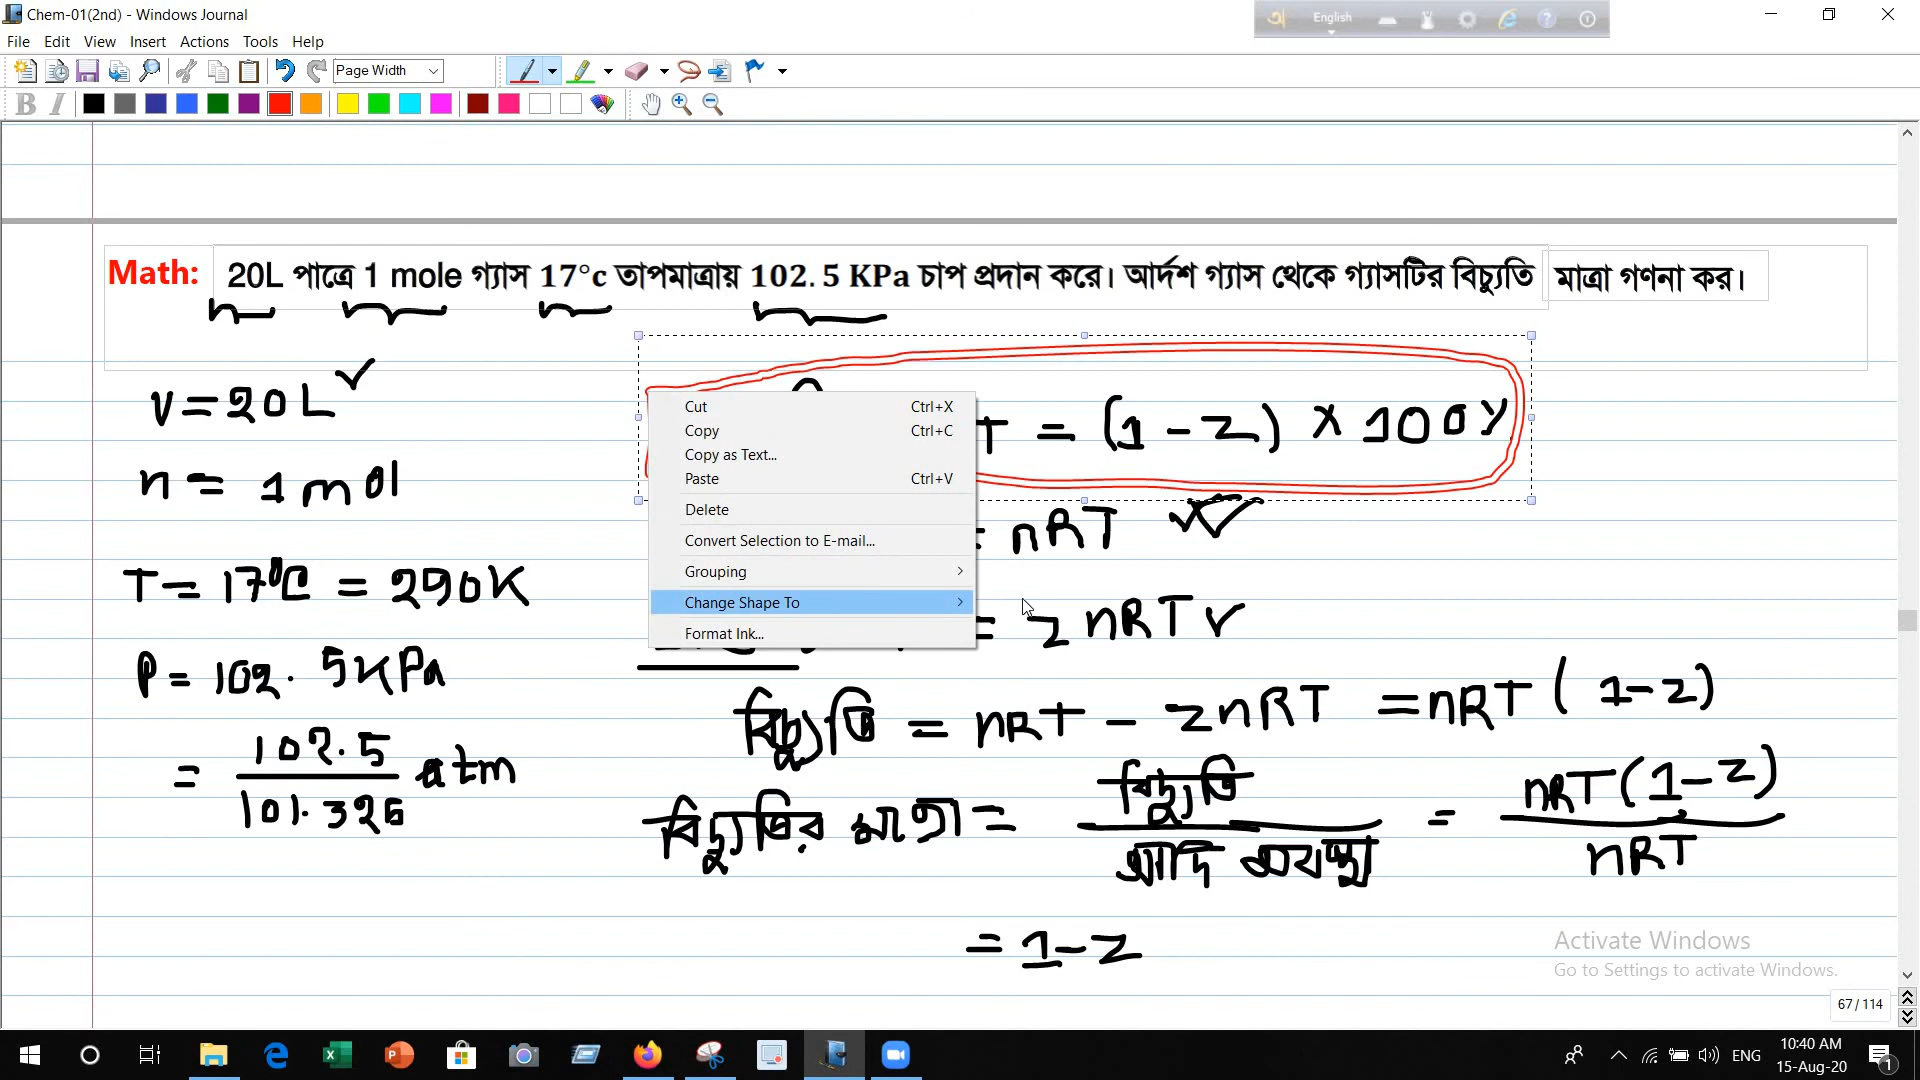 Chem-01(2nd) - Windows Journal
English
File Edit View Insert Actions Tools Help
Page Width
Math: 20L পাত্রে 1 mole গ্যাস 17°c তাপমাত্রায় 102.5 KPa চাপ প্রদান করে। আর্দশ গ্যাস থেকে গ্যাসটির বিচ্যুতি মাত্রা গণনা কর।
V = 20L ✓
T = (1 - Z) × 100%
n = 1 mol
= nRT ✓✓
T = 17°C = 290K
= ZnRT ✓
P = 102.5KPa
বিচ্যুতি = nRT - ZnRT = nRT (1-Z)
= 102.5 / 101.325 atm
বিচ্যুতির মাত্রা = বিচ্যুতি / আদি অবস্থা = nRT (1-Z) / nRT
= 1-Z
Cut Ctrl+X
Copy Ctrl+C
Copy as Text...
Paste Ctrl+V
Delete
Convert Selection to E-mail...
Grouping
Change Shape To
Format Ink...
Activate Windows
Go to Settings to activate Windows.
67 / 114
ENG
10:40 AM
15-Aug-20
1